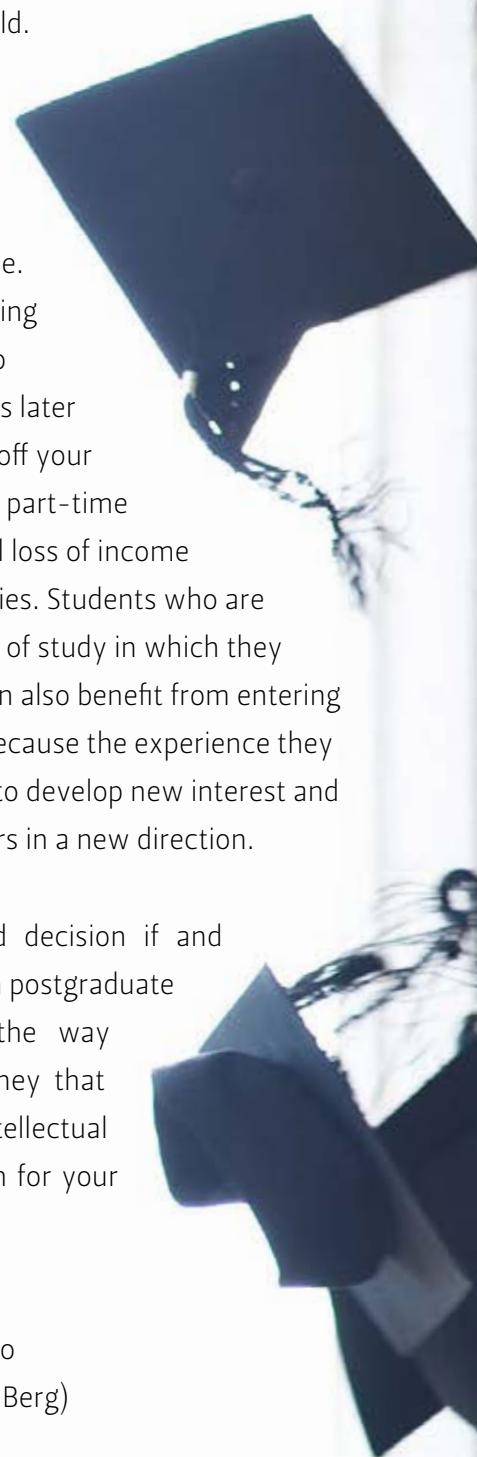 ld.
e.
ing
o
s later
off your
part-time
l loss of income
ies. Students who are
of study in which they
n also benefit from entering
ecause the experience they
to develop new interest and
rs in a new direction.
d decision if and
postgraduate
the way
ney that
tellectual
n for your
o
Berg)